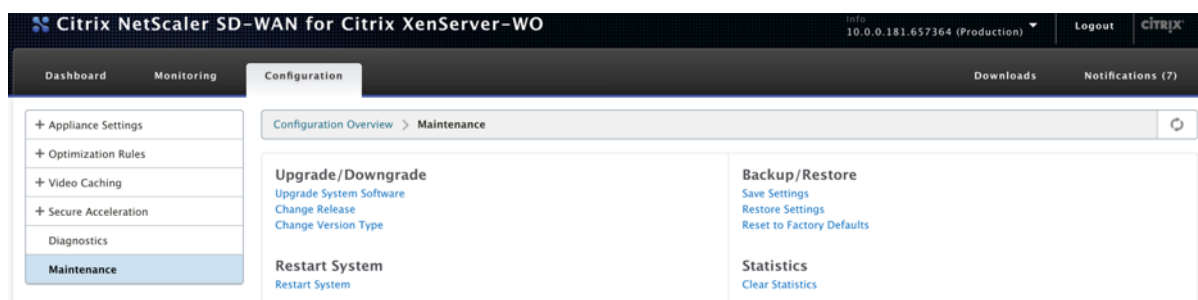 Citrix NetScaler SD-WAN for Citrix XenServer-WO
Info
10.0.0.181.657364 (Production)
Logout
CITRIX
Dashboard
Monitoring
Configuration
Downloads
Notifications (7)
+ Appliance Settings
+ Optimization Rules
+ Video Caching
+ Secure Acceleration
Diagnostics
Maintenance
Configuration Overview > Maintenance
Upgrade/Downgrade
Upgrade System Software
Change Release
Change Version Type
Restart System
Restart System
Backup/Restore
Save Settings
Restore Settings
Reset to Factory Defaults
Statistics
Clear Statistics